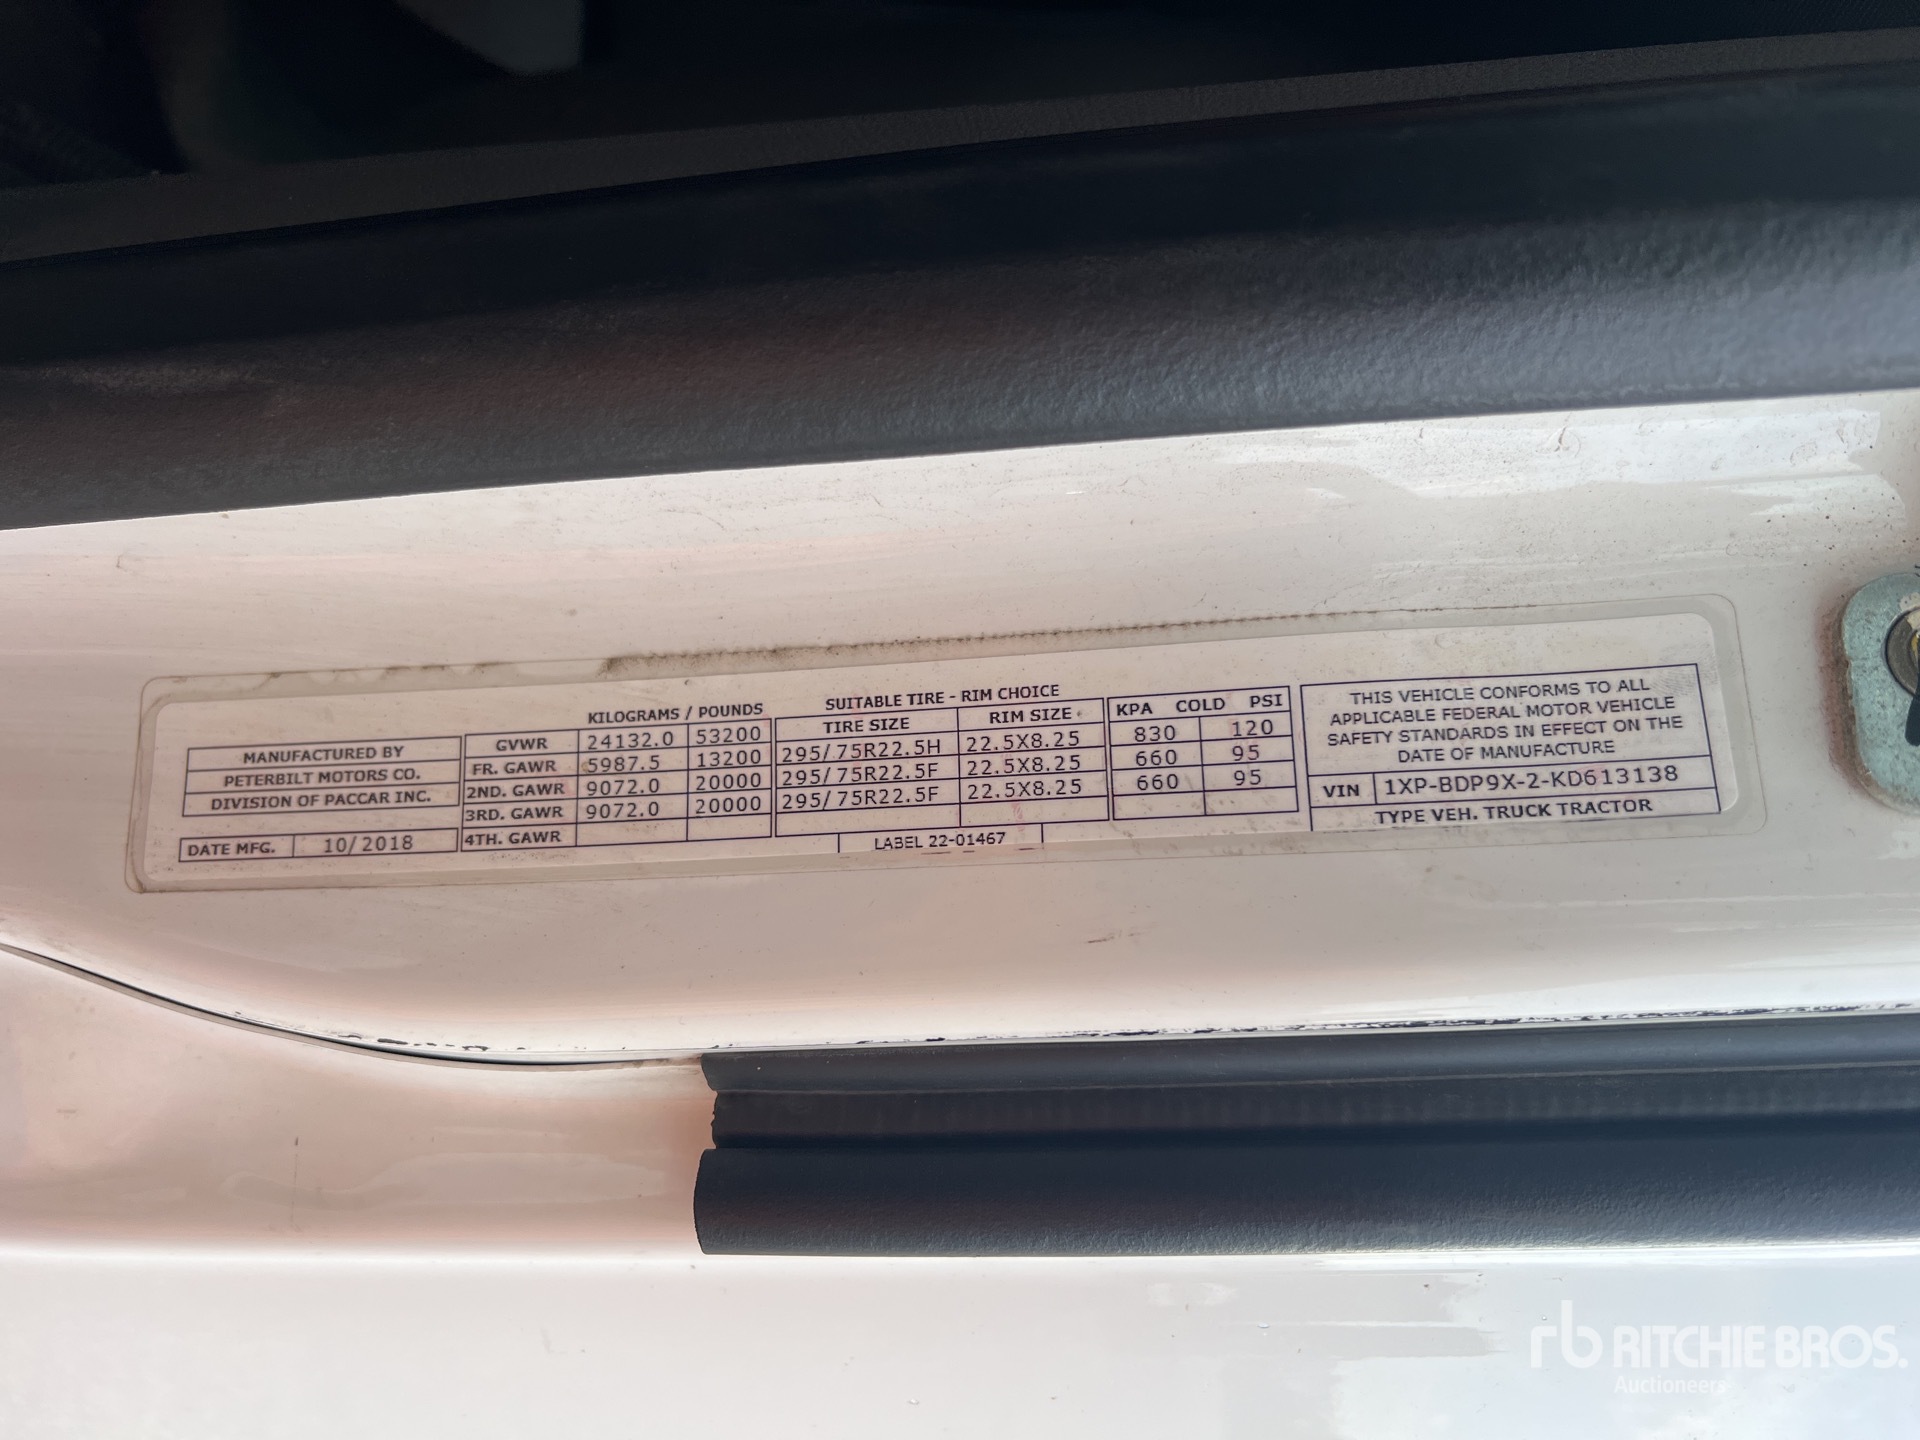 KILOGRAMS / POUNDS
SUITABLE TIRE - RIM CHOICE
MANUFACTURED BY
PETERBILT MOTORS CO.
DIVISION OF PACCAR INC.
DATE MFG. 10/2018
GVWR 24132.0 53200
FR. GAWR 5987.5 13200
2ND. GAWR 9072.0 20000
3RD. GAWR 9072.0 20000
4TH. GAWR
TIRE SIZE RIM SIZE
295/75R22.5H 22.5X8.25
295/75R22.5F 22.5X8.25
295/75R22.5F 22.5X8.25
LABEL 22-01467
KPA COLD PSI
830 120
660 95
660 95
THIS VEHICLE CONFORMS TO ALL
APPLICABLE FEDERAL MOTOR VEHICLE
SAFETY STANDARDS IN EFFECT ON THE
DATE OF MANUFACTURE
VIN 1XP-BDP9X-2-KD613138
TYPE VEH. TRUCK TRACTOR
rb RITCHIE BROS.
Auctioneers